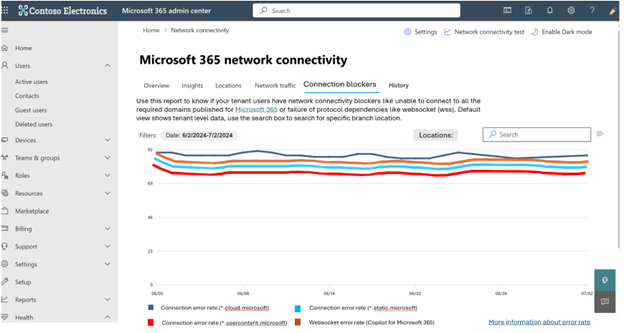 Contoso Electronics
Microsoft 365 admin center
Search
Home > Network connectivity
Settings
Network connectivity test
Enable Dark mode
Home
Users
Active users
Contacts
Guest users
Deleted users
Devices
Teams & groups
Roles
Resources
Marketplace
Billing
Support
Settings
Setup
Reports
Health
Microsoft 365 network connectivity
Overview Insights Locations Network traffic Connection blockers History
Use this report to know if your tenant users have network connectivity blockers like unable to connect to all the
required domains published for Microsoft 365 or failure of protocol dependencies like websocket (wss). Default
view shows tenant level data, use the search box to search for specific branch location.
Filters: Date: 6/2/2024-7/2/2024
Locations:
Search
92
69
46
23
0
06/02 06/08 06/14 06/20 06/26 07/02
Connection error rate (*.cloud.microsoft)
Connection error rate (*.static.microsoft)
Connection error rate (*.usercontent.microsoft)
Websocket error rate (Copilot for Microsoft 365)
More information about error rate